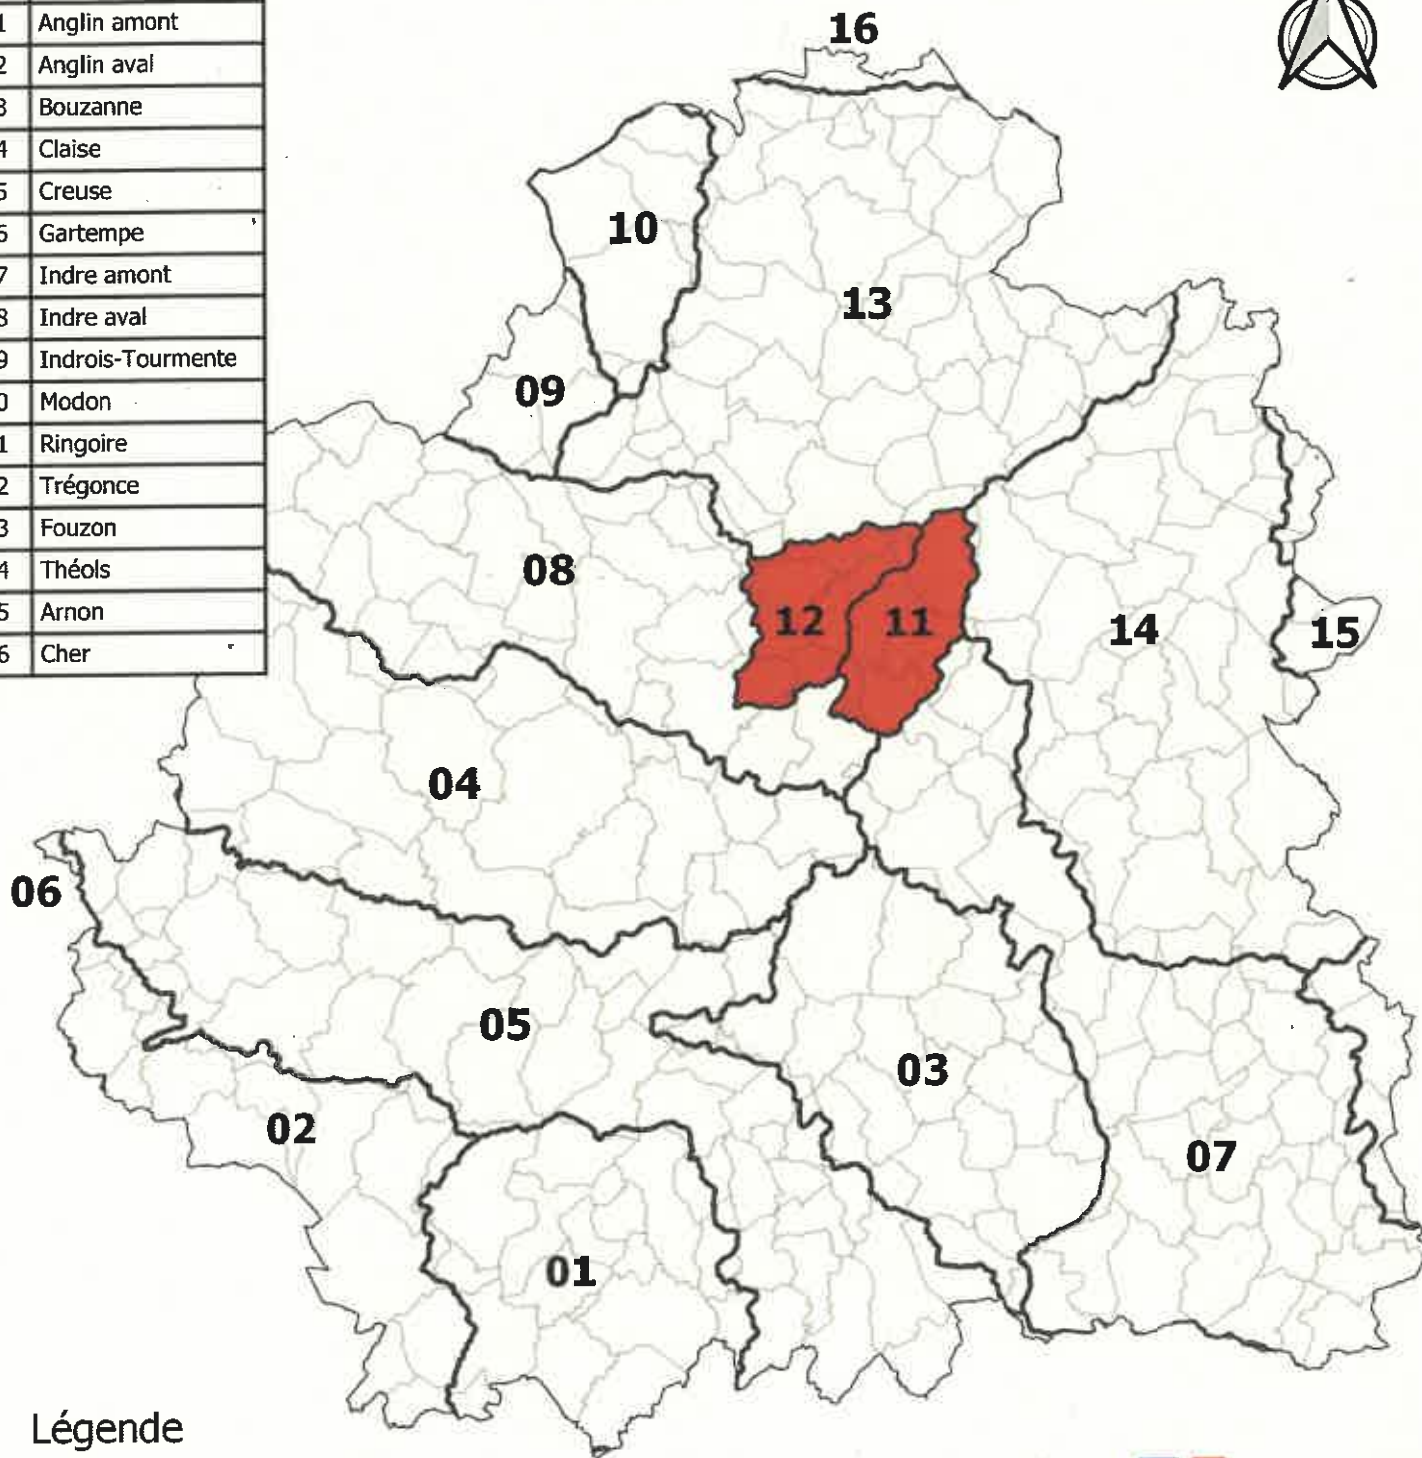 1 Anglin amont
2 Anglin aval
3 Bouzanne
4 Claise
5 Creuse
6 Gartempe
7 Indre amont
8 Indre aval
9 Indrois-Tourmente
0 Modon
1 Ringoire
2 Trégonce
3 Fouzon
4 Théols
5 Arnon
6 Cher
16
10
13
09
08
12
11
14
15
04
06
05
03
02
07
01
Légende